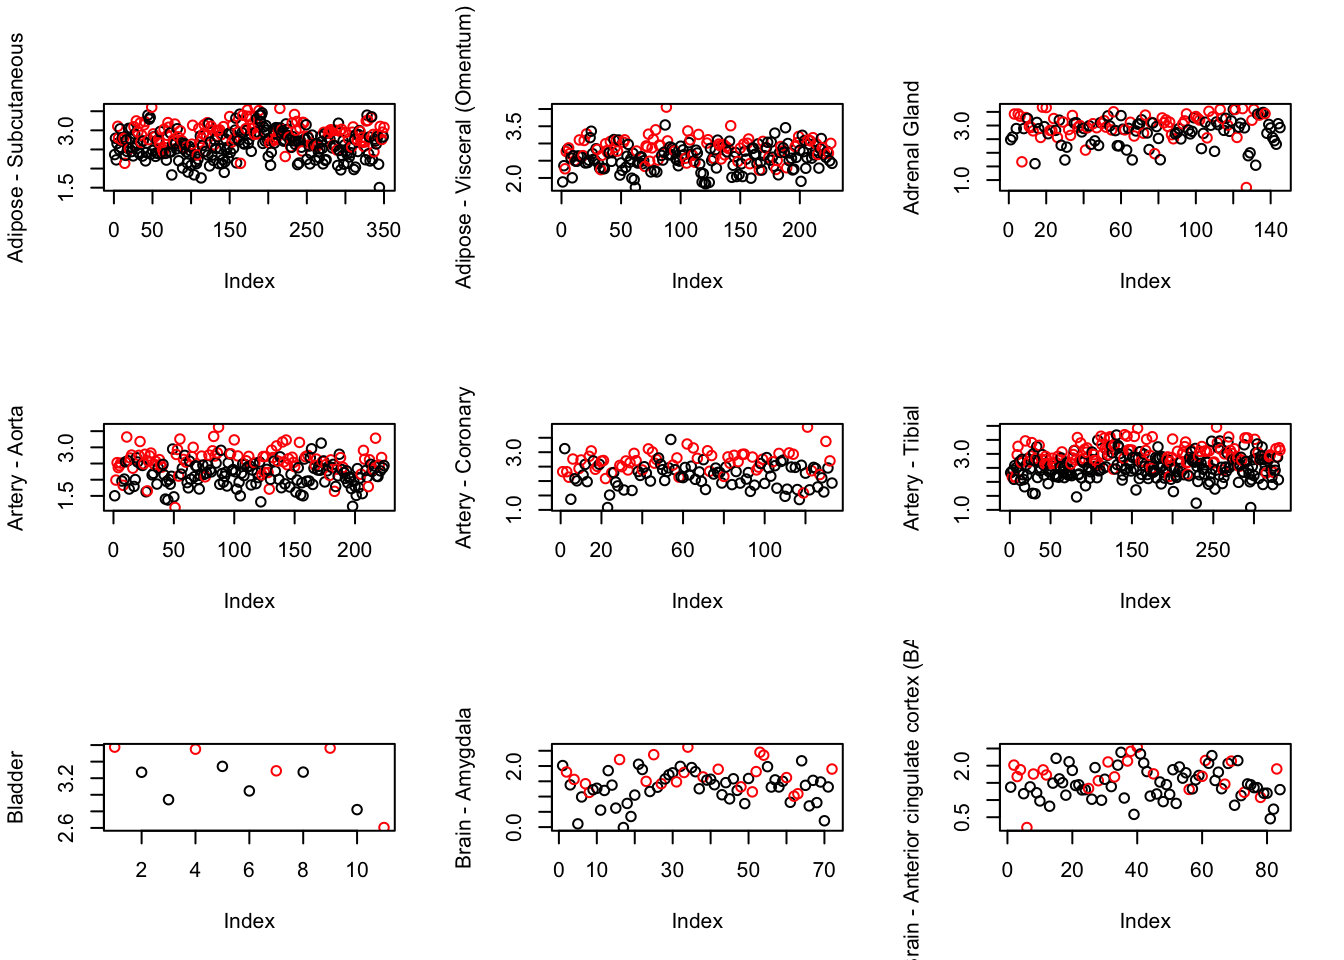 Adipose - Subcutaneous
1.5 3.0
0 50 150 250 350
Index
Adipose - Visceral (Omentum)
2.0 3.5
0 50 100 150 200
Index
Adrenal Gland
1.0 3.0
0 20 60 100 140
Index
Artery - Aorta
1.5 3.0
0 50 100 150 200
Index
Artery - Coronary
1.0 3.0
0 20 60 100
Index
Artery - Tibial
1.0 3.0
0 50 150 250
Index
Bladder
2.6 3.2
2 4 6 8 10
Index
Brain - Amygdala
0.0 2.0
0 10 30 50 70
Index
rain - Anterior cingulate cortex (BA
0.5 2.0
0 20 40 60 80
Index